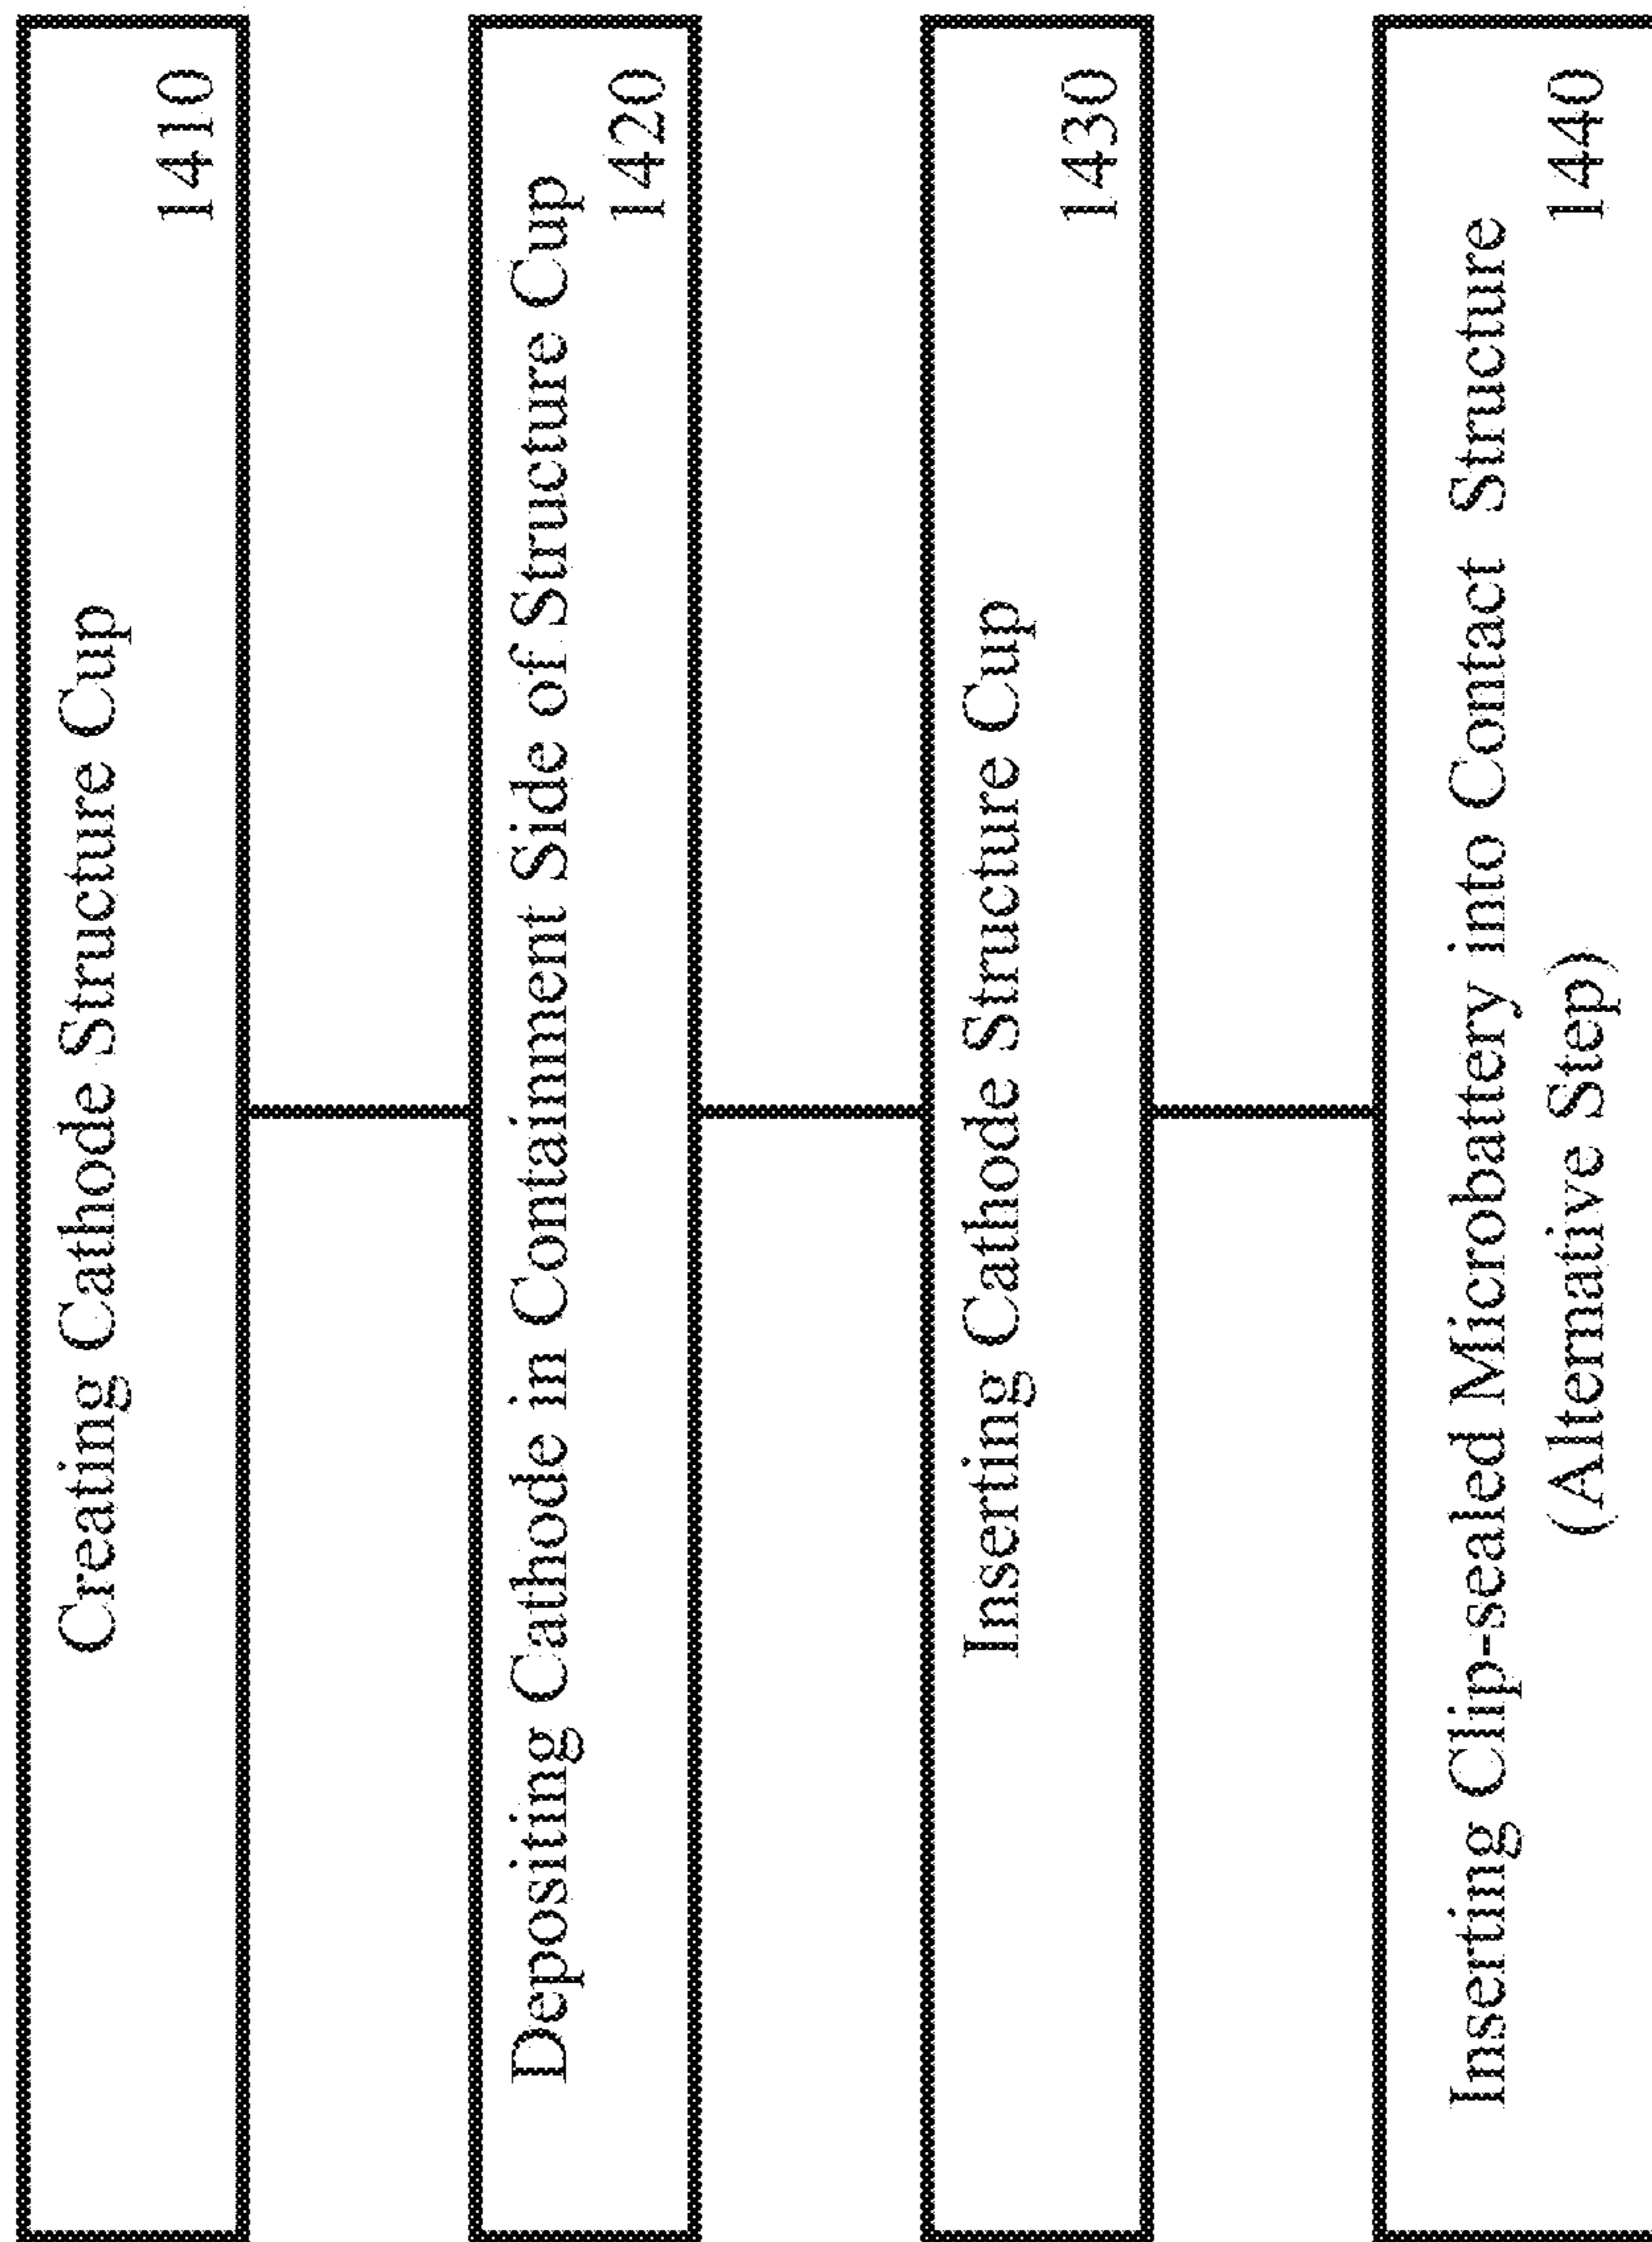 Creating Cathode Structure Cup
1410
Depositing Cathode in Containment Side of Structure Cup
1420
Inserting Cathode Structure Cup
1430
Inserting Clip-sealed Microbattery into Contact Structure
(Alternative Step)
1440